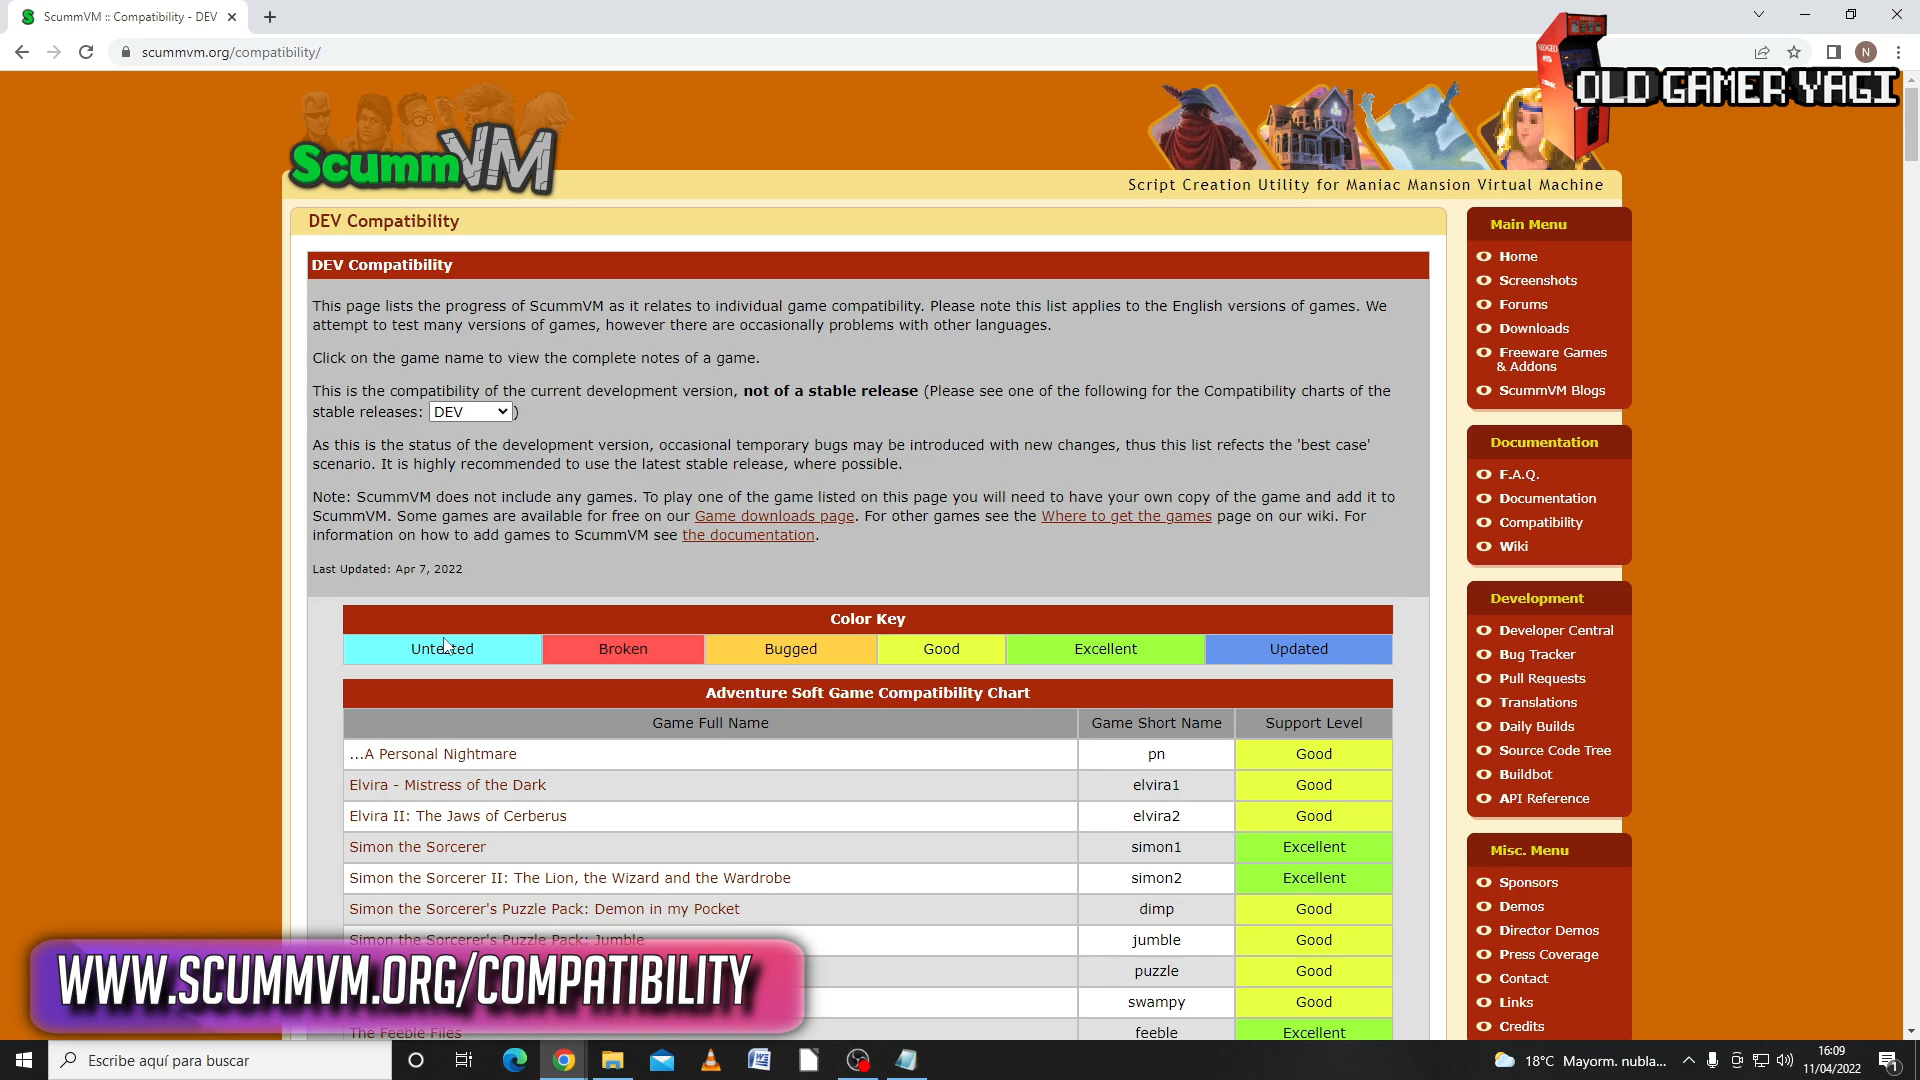 ScummVM :: Compatibility - DEV
scummvm.org/compatibility/
N
OLD GAMER YAGI
ScummVM
Script Creation Utility for Maniac Mansion Virtual Machine
DEV Compatibility
DEV Compatibility
This page lists the progress of ScummVM as it relates to individual game compatibility. Please note this list applies to the English versions of games. We
attempt to test many versions of games, however there are occasionally problems with other languages.
Click on the game name to view the complete notes of a game.
This is the compatibility of the current development version, not of a stable release (Please see one of the following for the Compatibility charts of the
stable releases: DEV )
As this is the status of the development version, occasional temporary bugs may be introduced with new changes, thus this list refects the 'best case'
scenario. It is highly recommended to use the latest stable release, where possible.
Note: ScummVM does not include any games. To play one of the game listed on this page you will need to have your own copy of the game and add it to
ScummVM. Some games are available for free on our Game downloads page. For other games see the Where to get the games page on our wiki. For
information on how to add games to ScummVM see the documentation.
Last Updated: Apr 7, 2022
Color Key
Untested Broken Bugged Good Excellent Updated
Adventure Soft Game Compatibility Chart
Game Full Name Game Short Name Support Level
...A Personal Nightmare pn Good
Elvira - Mistress of the Dark elvira1 Good
Elvira II: The Jaws of Cerberus elvira2 Good
Simon the Sorcerer simon1 Excellent
Simon the Sorcerer II: The Lion, the Wizard and the Wardrobe simon2 Excellent
Simon the Sorcerer's Puzzle Pack: Demon in my Pocket dimp Good
Simon the Sorcerer's Puzzle Pack: Jumble jumble Good
puzzle Good
swampy Good
The Feeble Files feeble Excellent
WWW.SCUMMVM.ORG/COMPATIBILITY
Main Menu
Home
Screenshots
Forums
Downloads
Freeware Games
& Addons
ScummVM Blogs
Documentation
F.A.Q.
Documentation
Compatibility
Wiki
Development
Developer Central
Bug Tracker
Pull Requests
Translations
Daily Builds
Source Code Tree
Buildbot
API Reference
Misc. Menu
Sponsors
Demos
Director Demos
Press Coverage
Contact
Links
Credits
Escribe aquí para buscar
18°C Mayorm. nubla...
16:09
11/04/2022
1